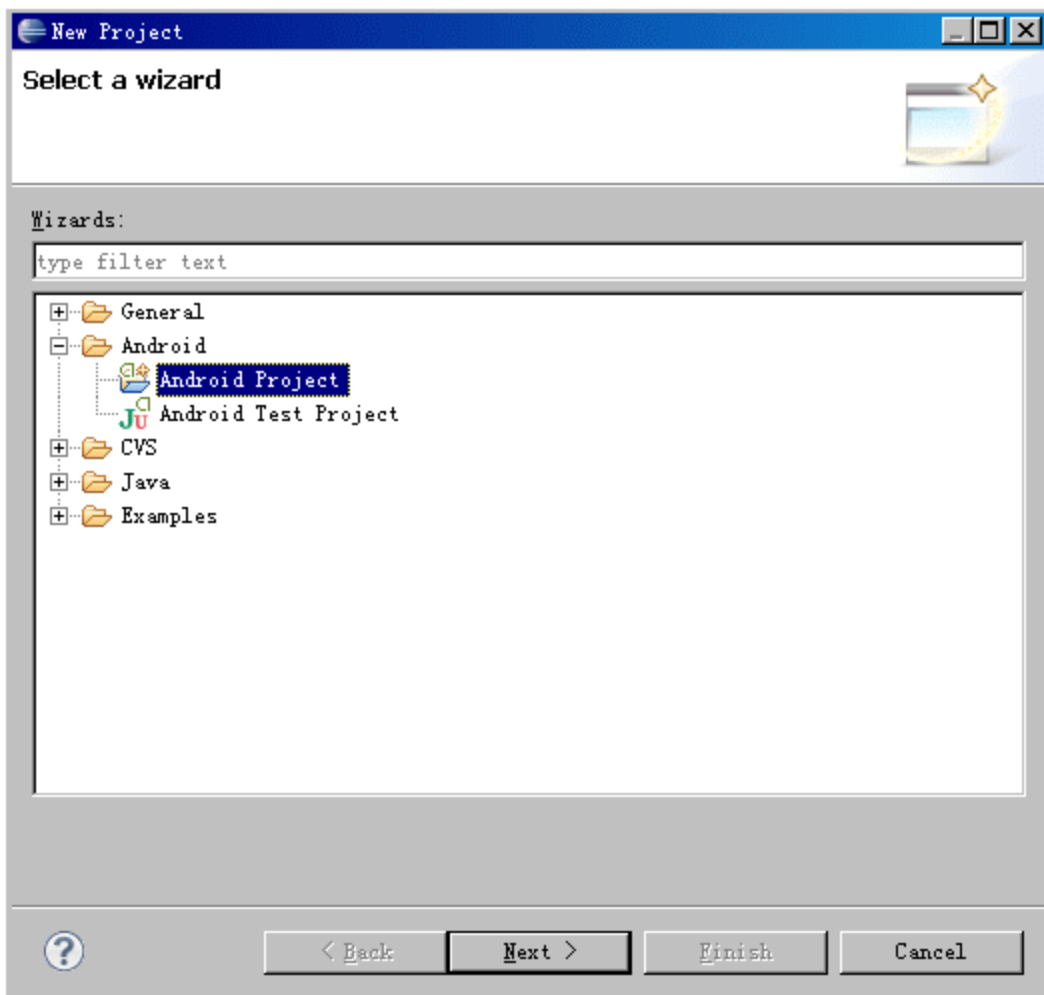 New Project
Select a wizard
Wizards:
type filter text
General
Android
Android Project
Android Test Project
CVS
Java
Examples
? < Back Next > Finish Cancel